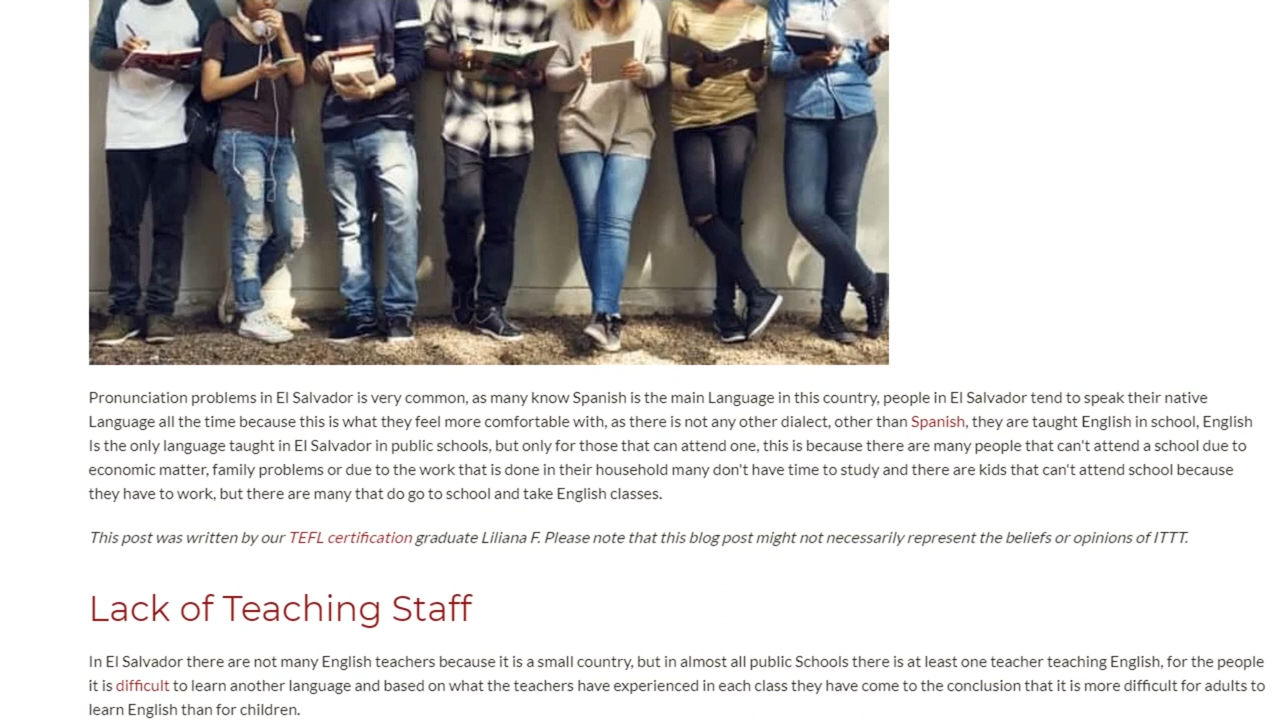 Pronunciation problems in El Salvador is very common, as many know Spanish is the main Language in this country, people in El Salvador tend to speak their native
Language all the time because this is what they feel more comfortable with, as there is not any other dialect, other than Spanish, they are taught English in school, English
Is the only language taught in El Salvador in public schools, but only for those that can attend one, this is because there are many people that can't attend a school due to
economic matter, family problems or due to the work that is done in their household many don't have time to study and there are kids that can't attend school because
they have to work, but there are many that do go to school and take English classes.
This post was written by our TEFL certification graduate Liliana F. Please note that this blog post might not necessarily represent the beliefs or opinions of ITTT.
Lack of Teaching Staff
In El Salvador there are not many English teachers because it is a small country, but in almost all public Schools there is at least one teacher teaching English, for the people
it is difficult to learn another language and based on what the teachers have experienced in each class they have come to the conclusion that it is more difficult for adults to
learn English than for children.